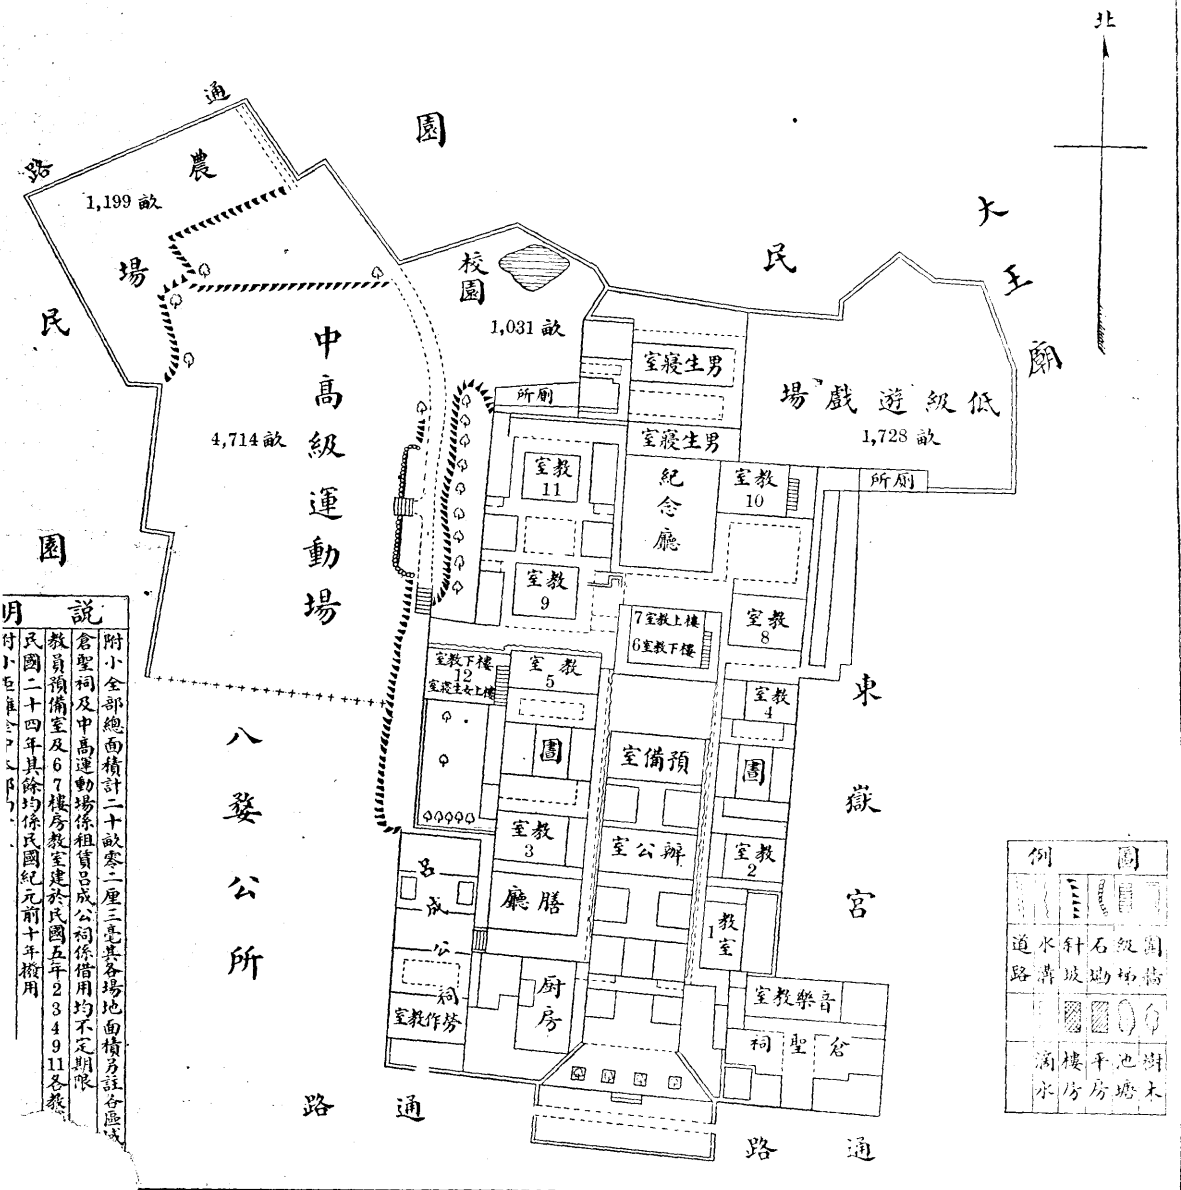 北
園
通
路
農
場
1,199 畝
民
園
大
王
廟
民
校
園
1,031 畝
中
高
級
運
動
場
4,714 畝
場戲遊級低
1,728 畝
室寢生男
室寢生男
所廁
所廁
室教
11
紀
念
廳
室教
10
室教
9
7室教上樓
6室教下樓
室教
8
室教下樓
12
室寢生女上樓
室教
5
室教
4
室備預
室教
3
室公辦
室教
2
廳膳
教
室
1
廚
房
呂
成
公
祠
室教作勞
室教樂音
祠聖倉
東
嶽
宮
八
婺
公
所
路通
路通
明說
附小全部總面積計二十畝零二厘三毫其各場地面積另註各區域
倉聖祠及中高運動場係租賃呂成公祠係借用均不定期限
教員預備室及67樓房教室建於民國五年234911各教
民國二十四年其餘均係民國紀元前十年撥用
附小
例圖
圍牆
級梯
石磡
斜坡
水溝
道路
樹木
池塘
平房
樓房
滴水